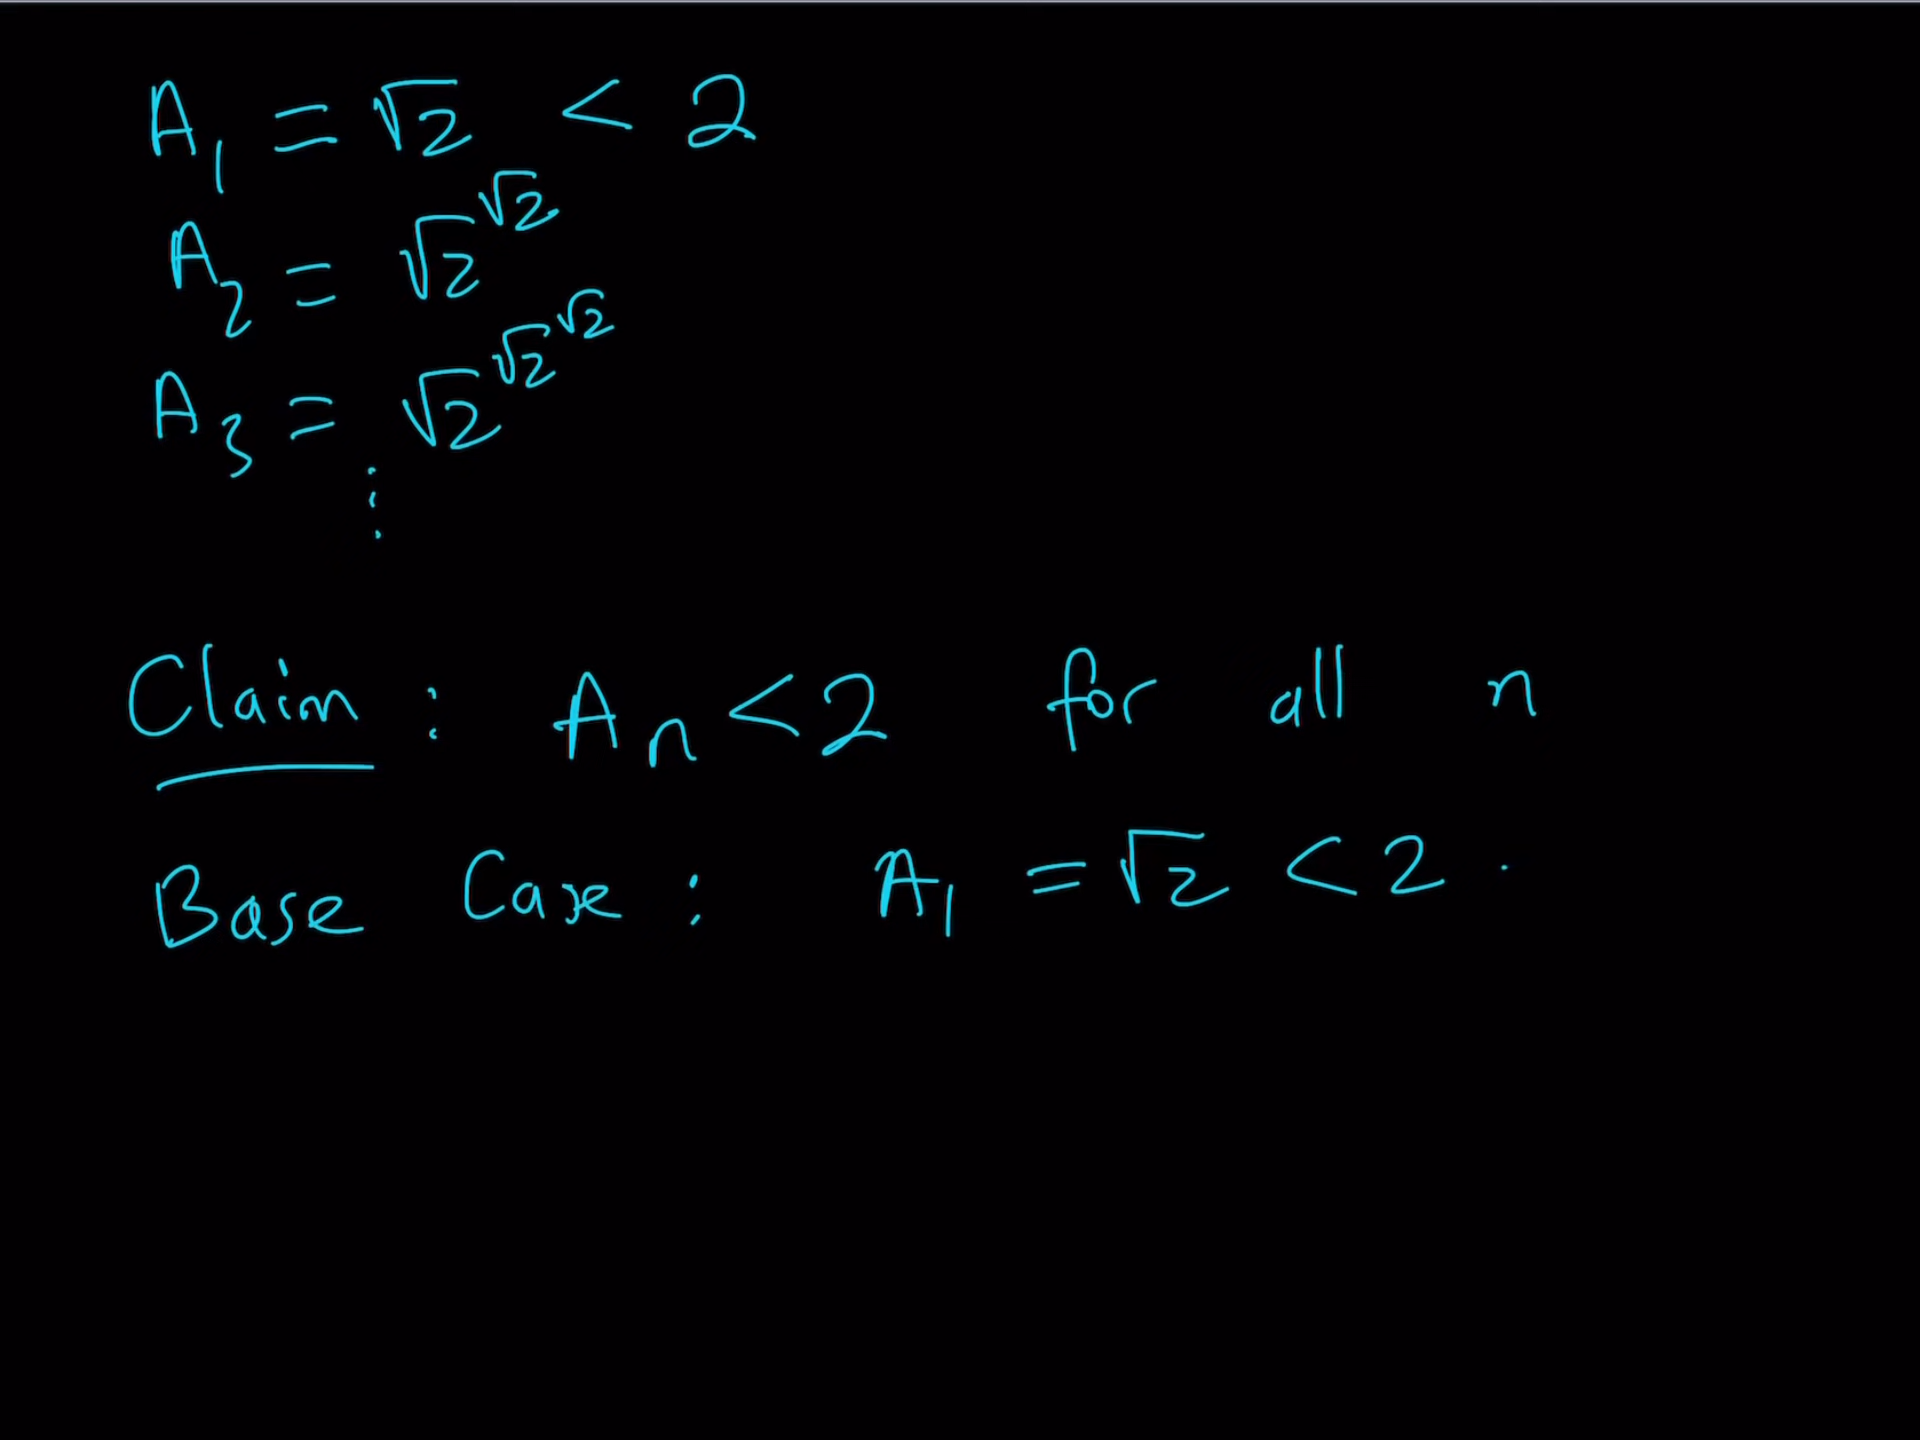 A₁ = √2 < 2
A₂ = √2^√2
A₃ = √2^√2^√2
⋮
Claim : Aₙ < 2 for all n
Base Case : A₁ = √2 < 2 .